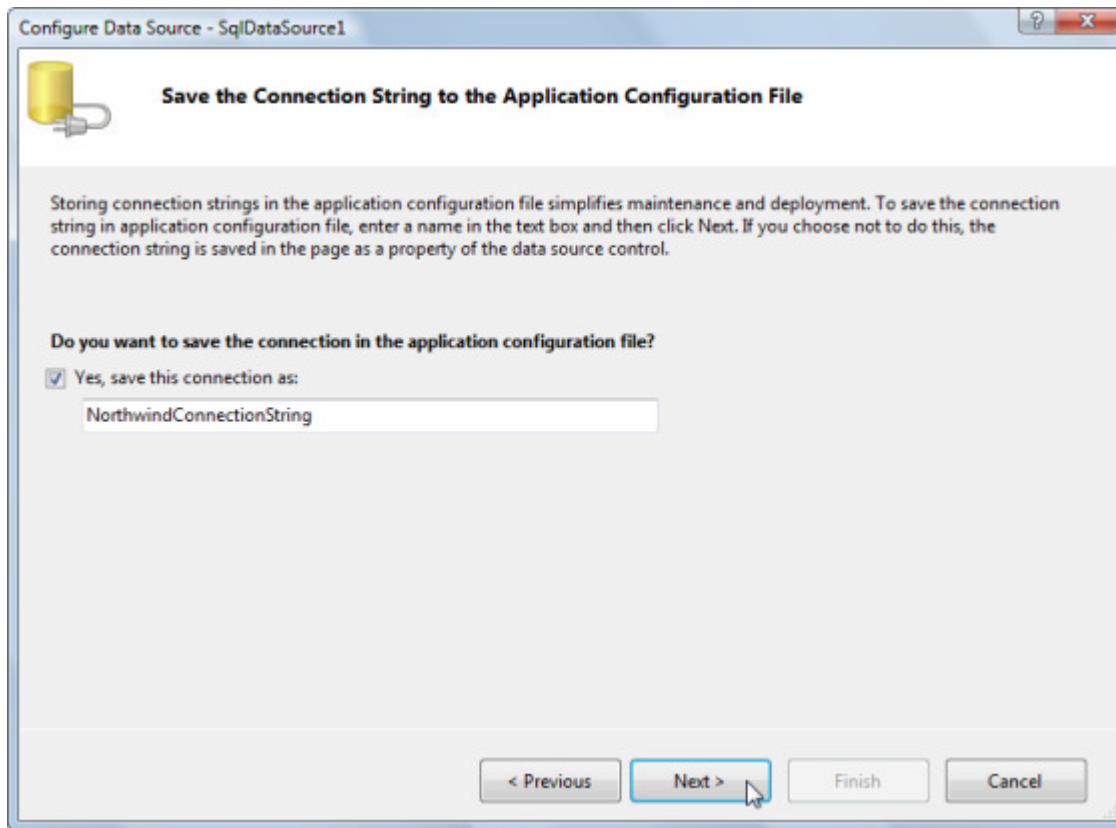 Configure Data Source - SqlDataSource1
Save the Connection String to the Application Configuration File
Storing connection strings in the application configuration file simplifies maintenance and deployment. To save the connection
string in application configuration file, enter a name in the text box and then click Next. If you choose not to do this, the
connection string is saved in the page as a property of the data source control.
Do you want to save the connection in the application configuration file?
Yes, save this connection as:
NorthwindConnectionString
< Previous
Next >
Finish
Cancel